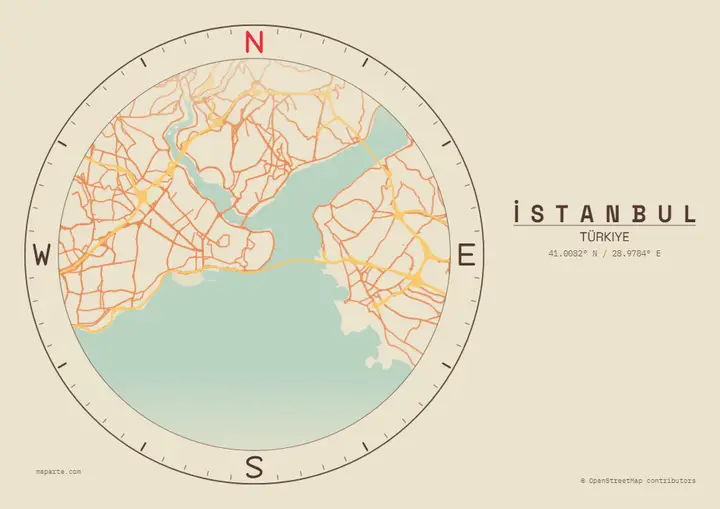 N
W
E
S
İSTANBUL
TÜRKIYE
41.0082° N / 28.9784° E
maparte.com
© OpenStreetMap contributors